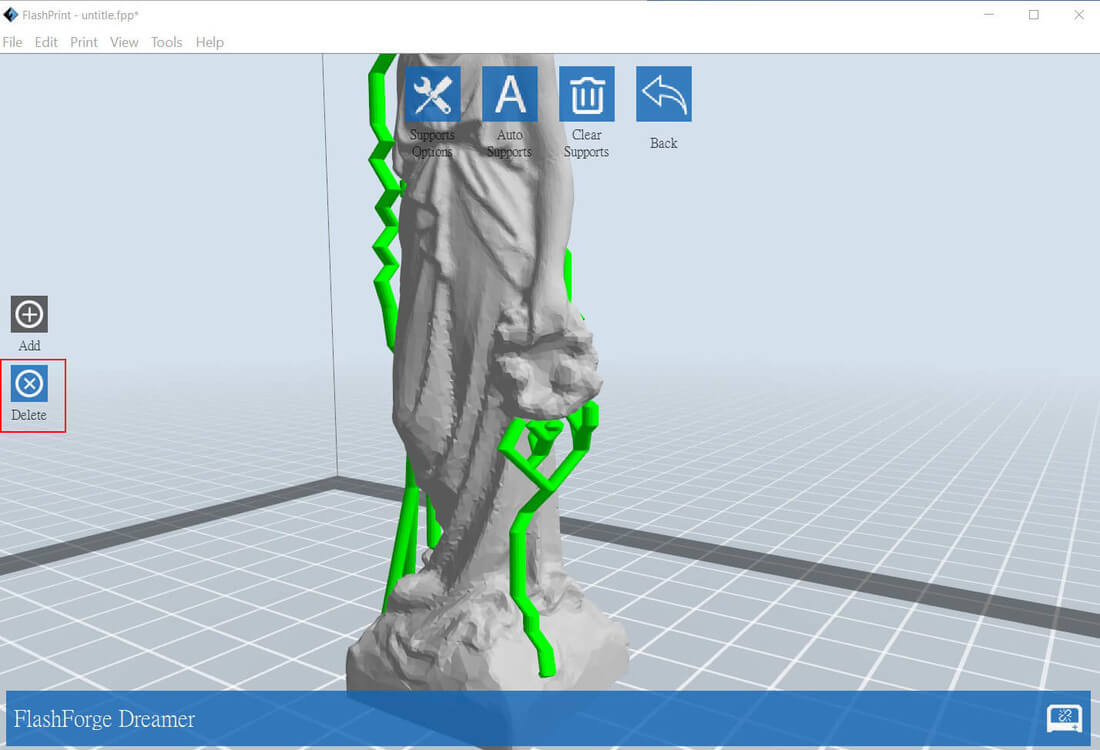 FlashPrint - untitle.fpp*
File Edit Print View Tools Help
Supports
Options
Auto
Supports
A
Clear
Supports
Back
Add
Delete
FlashForge Dreamer